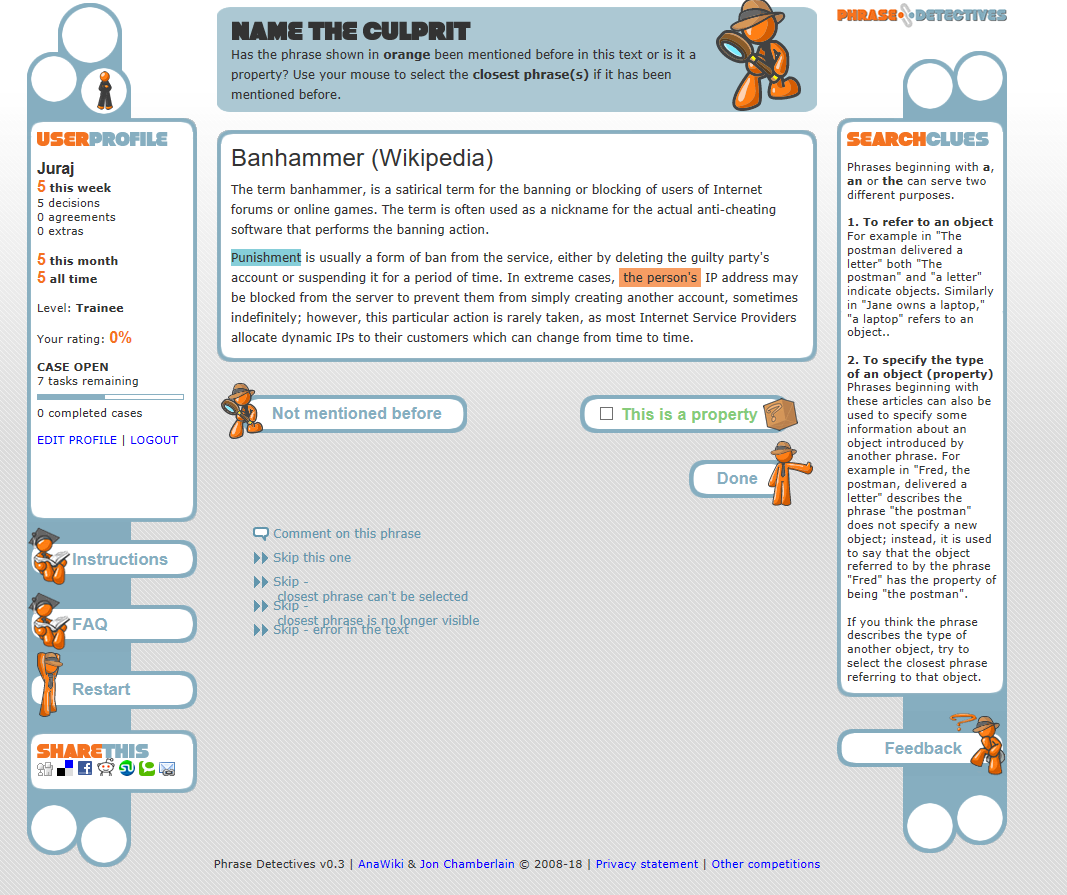 NAME THE CULPRIT
Has the phrase shown in orange been mentioned before in this text or is it a
property? Use your mouse to select the closest phrase(s) if it has been
mentioned before.
PHRASE DETECTIVES
USERPROFILE
Juraj
5 this week
5 decisions
0 agreements
0 extras
5 this month
5 all time
Level: Trainee
Your rating: 0%
CASE OPEN
7 tasks remaining
0 completed cases
EDIT PROFILE | LOGOUT
Instructions
FAQ
Restart
SHARETHIS
Banhammer (Wikipedia)
The term banhammer, is a satirical term for the banning or blocking of users of Internet
forums or online games. The term is often used as a nickname for the actual anti-cheating
software that performs the banning action.
Punishment is usually a form of ban from the service, either by deleting the guilty party's
account or suspending it for a period of time. In extreme cases, the person's IP address may
be blocked from the server to prevent them from simply creating another account, sometimes
indefinitely; however, this particular action is rarely taken, as most Internet Service Providers
allocate dynamic IPs to their customers which can change from time to time.
Not mentioned before
This is a property
Done
Comment on this phrase
Skip this one
Skip -
closest phrase can't be selected
Skip -
closest phrase is no longer visible
Skip - error in the text
SEARCHCLUES
Phrases beginning with a,
an or the can serve two
different purposes.
1. To refer to an object
For example in "The
postman delivered a
letter" both "The
postman" and "a letter"
indicate objects. Similarly
in "Jane owns a laptop,"
"a laptop" refers to an
object..
2. To specify the type
of an object (property)
Phrases beginning with
these articles can also be
used to specify some
information about an
object introduced by
another phrase. For
example in "Fred, the
postman, delivered a
letter" describes the
phrase "the postman"
does not specify a new
object; instead, it is used
to say that the object
referred to by the phrase
"Fred" has the property of
being "the postman".
If you think the phrase
describes the type of
another object, try to
select the closest phrase
referring to that object.
Feedback
Phrase Detectives v0.3 | AnaWiki & Jon Chamberlain © 2008-18 | Privacy statement | Other competitions